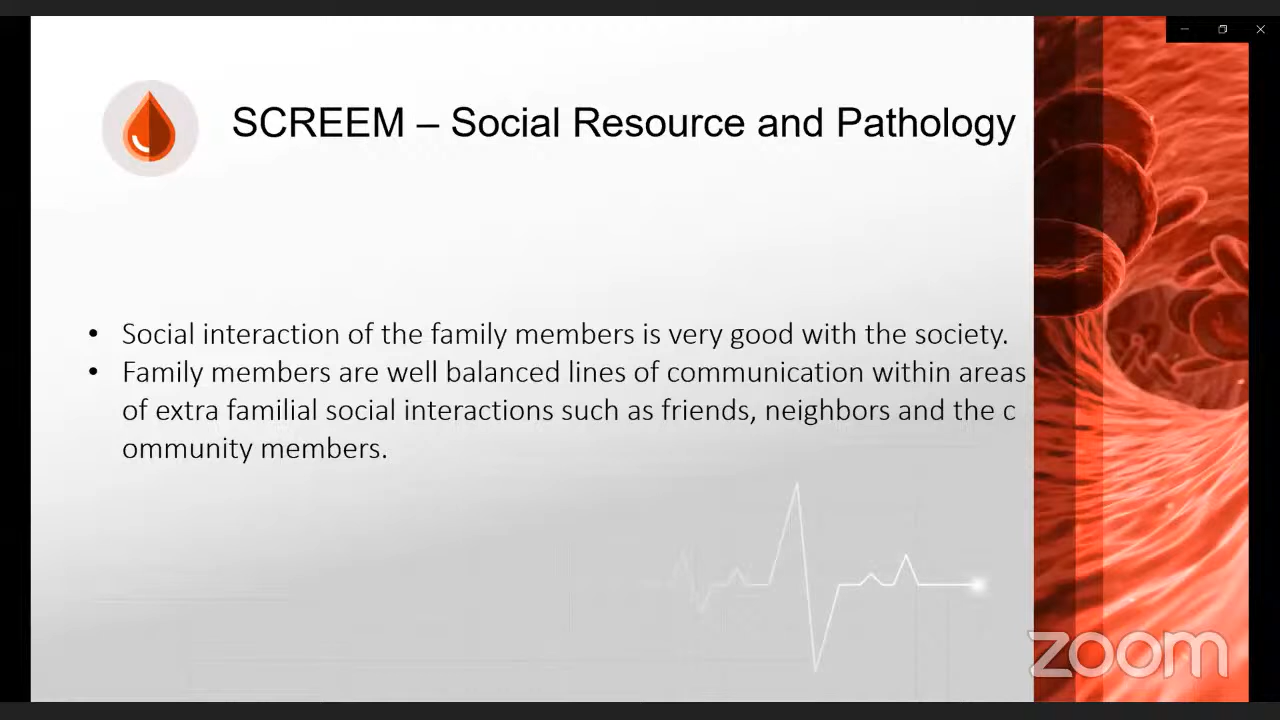 SCREEM – Social Resource and Pathology
• Social interaction of the family members is very good with the society.
• Family members are well balanced lines of communication within areas
of extra familial social interactions such as friends, neighbors and the c
ommunity members.
zoom